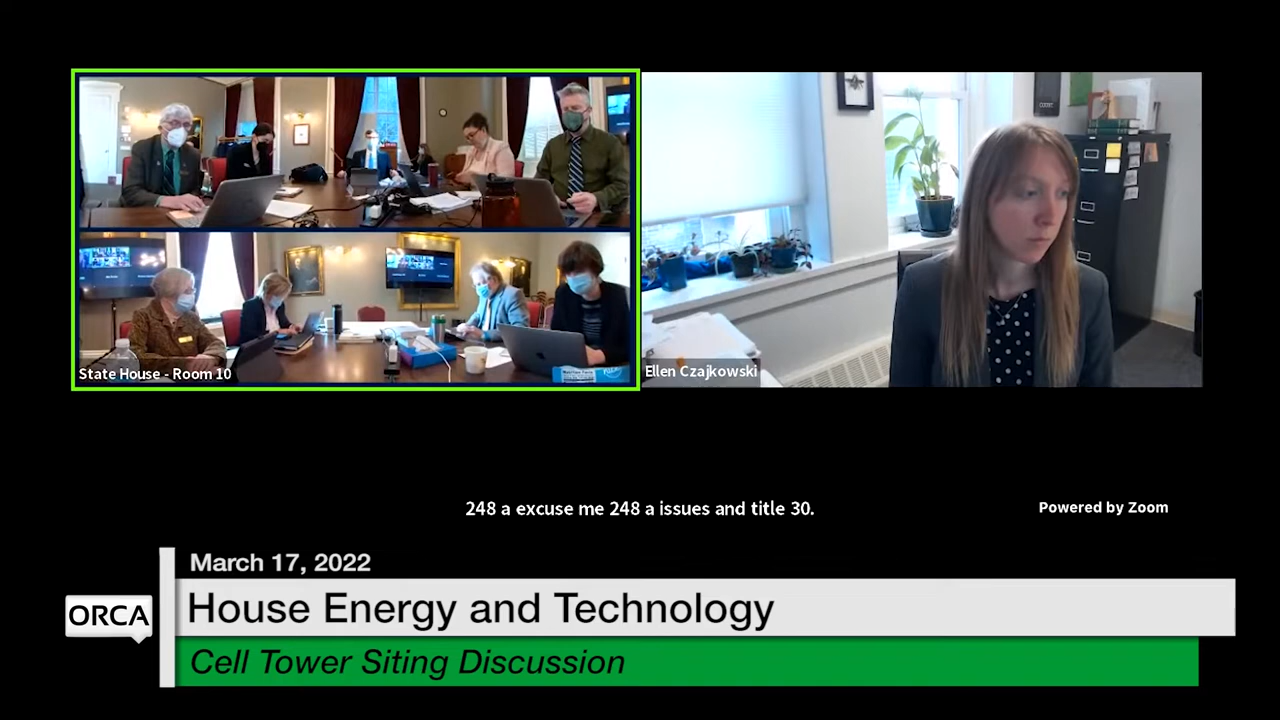 State House - Room 10
Ellen Czajkowski
248 a excuse me 248 a issues and title 30.
Powered by Zoom
March 17, 2022
ORCA
House Energy and Technology
Cell Tower Siting Discussion